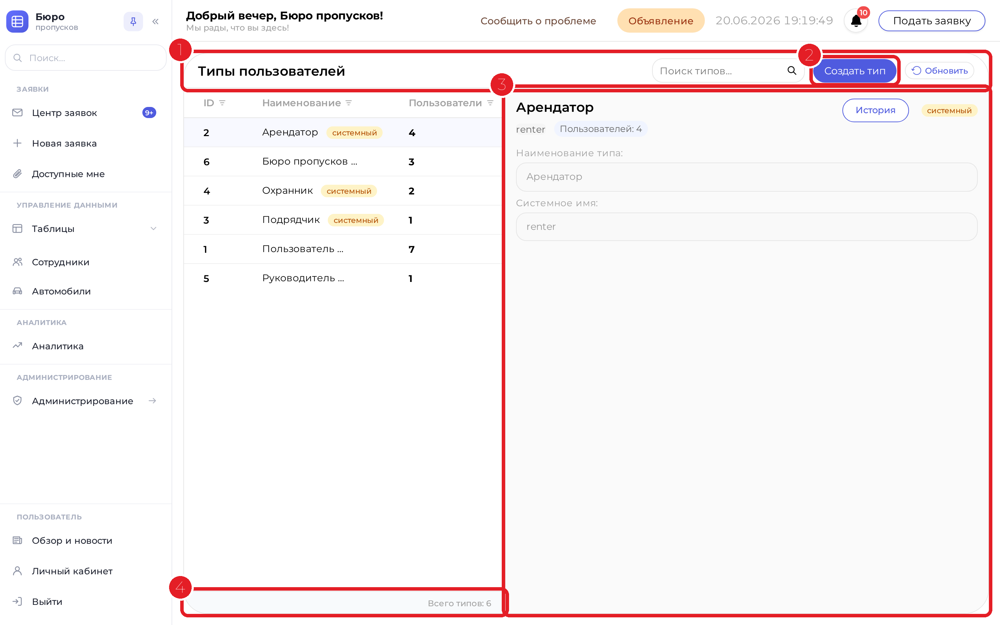 Бюро
пропусков
Поиск...
ЗАЯВКИ
Центр заявок 9+
Новая заявка
Доступные мне
УПРАВЛЕНИЕ ДАННЫМИ
Таблицы
Сотрудники
Автомобили
АНАЛИТИКА
Аналитика
АДМИНИСТРИРОВАНИЕ
Администрирование
ПОЛЬЗОВАТЕЛЬ
Обзор и новости
Личный кабинет
Выйти
Добрый вечер, Бюро пропусков!
Мы рады, что вы здесь!
Сообщить о проблеме
Объявление
20.06.2026 19:19:49
10
Подать заявку
1
Типы пользователей
Поиск типов...
2
Создать тип
Обновить
3
ID Наименование Пользователи
2 Арендатор системный 4
6 Бюро пропусков ... 3
4 Охранник системный 2
3 Подрядчик системный 1
1 Пользователь ... 7
5 Руководитель ... 1
4
Всего типов: 6
Арендатор
История
системный
renter Пользователей: 4
Наименование типа:
Арендатор
Системное имя:
renter